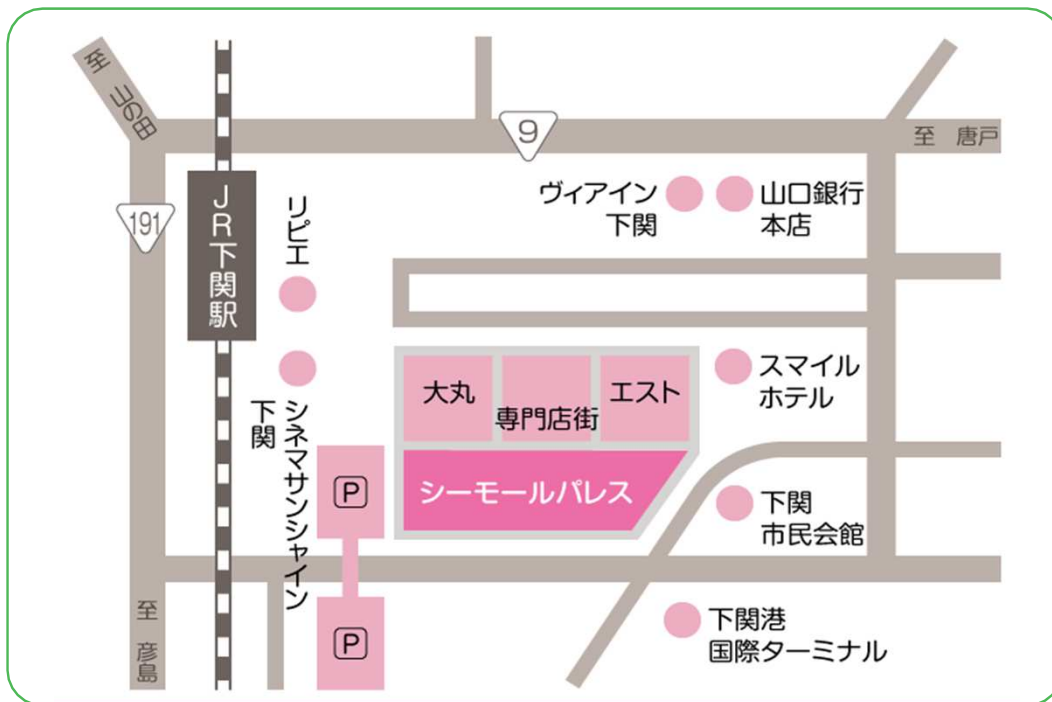 至 山の田
9
至 唐戸
191
JR下関駅
リピエ
ヴィアイン
下関
山口銀行
本店
大丸
専門店街
エスト
スマイル
ホテル
シネマサンシャイン
下関
P
シーモールパレス
下関
市民会館
至 彦島
P
下関港
国際ターミナル